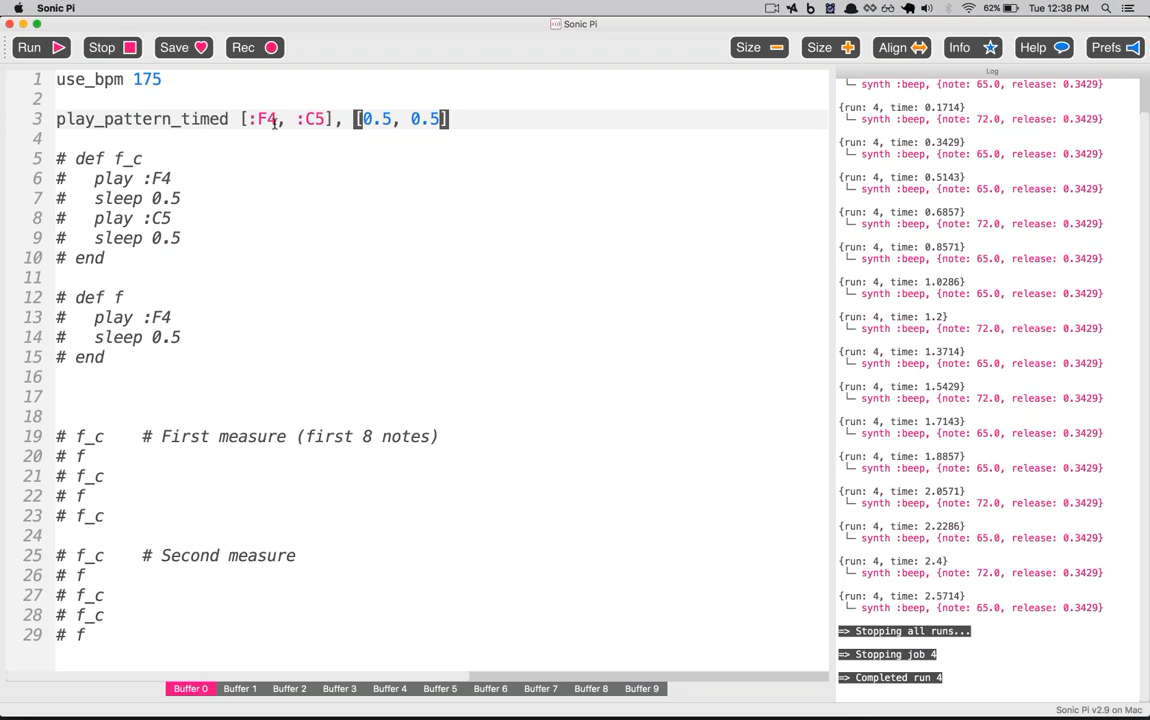 Sonic Pi
62%
Tue 12:38 PM
Sonic Pi
Run
Stop
Save
Rec
Size
Size
Align
Info
Help
Prefs
1 use_bpm 175
2
3 play_pattern_timed [:F4, :C5], [0.5, 0.5]
4
5 # def f_c
6 #   play :F4
7 #   sleep 0.5
8 #   play :C5
9 #   sleep 0.5
10 # end
11
12 # def f
13 #   play :F4
14 #   sleep 0.5
15 # end
16
17
18
19 # f_c    # First measure (first 8 notes)
20 # f
21 # f_c
22 # f
23 # f_c
24
25 # f_c    # Second measure
26 # f
27 # f_c
28 # f_c
29 # f
Log
└─ synth :beep, {note: 65.0, release: 0.3429}
{run: 4, time: 0.1714}
└─ synth :beep, {note: 72.0, release: 0.3429}
{run: 4, time: 0.3429}
└─ synth :beep, {note: 65.0, release: 0.3429}
{run: 4, time: 0.5143}
└─ synth :beep, {note: 65.0, release: 0.3429}
{run: 4, time: 0.6857}
└─ synth :beep, {note: 72.0, release: 0.3429}
{run: 4, time: 0.8571}
└─ synth :beep, {note: 65.0, release: 0.3429}
{run: 4, time: 1.0286}
└─ synth :beep, {note: 65.0, release: 0.3429}
{run: 4, time: 1.2}
└─ synth :beep, {note: 72.0, release: 0.3429}
{run: 4, time: 1.3714}
└─ synth :beep, {note: 65.0, release: 0.3429}
{run: 4, time: 1.5429}
└─ synth :beep, {note: 72.0, release: 0.3429}
{run: 4, time: 1.7143}
└─ synth :beep, {note: 65.0, release: 0.3429}
{run: 4, time: 1.8857}
└─ synth :beep, {note: 65.0, release: 0.3429}
{run: 4, time: 2.0571}
└─ synth :beep, {note: 72.0, release: 0.3429}
{run: 4, time: 2.2286}
└─ synth :beep, {note: 65.0, release: 0.3429}
{run: 4, time: 2.4}
└─ synth :beep, {note: 72.0, release: 0.3429}
{run: 4, time: 2.5714}
└─ synth :beep, {note: 65.0, release: 0.3429}
=> Stopping all runs...
=> Stopping job 4
=> Completed run 4
Buffer 0
Buffer 1
Buffer 2
Buffer 3
Buffer 4
Buffer 5
Buffer 6
Buffer 7
Buffer 8
Buffer 9
Sonic Pi v2.9 on Mac